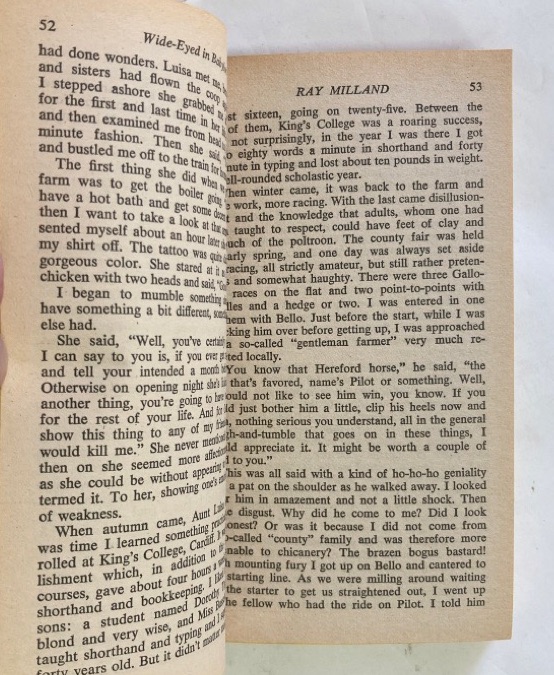 52
Wide-Eyed in
had done wonders. Luisa met me,
and sisters had flown the coop
I stepped ashore she grabbed me
for the first and last time in her
and then examined me from head
minute fashion. Then she said,
and bustled me off to the train for
The first thing she did when we
farm was to get the boiler going
have a hot bath and get some decent
then I want to take a look at that
sented myself about an hour later
my shirt off. The tattoo was quite
gorgeous color. She stared at it
chicken with two heads and said,
I began to mumble something
have something a bit different,
else had.
She said, "Well, you've certainly
I can say to you is, if you ever get
and tell your intended a month
Otherwise on opening night she's
another thing, you're going to have
for the rest of your life. And for
show this thing to any of my
would kill me." She never mentioned
then on she seemed more
as she could be without appearing
termed it. To her, showing one's
of weakness.
When autumn came, Aunt
was time I learned something
rolled at King's College, Cardiff.
lishment which, in addition to
courses, gave about four hours a
shorthand and bookkeeping. I
sons: a student named Dorothy
blond and very wise, and Miss
taught shorthand and typing and
forty years old. But it didn't matter
RAY MILLAND
53
st sixteen, going on twenty-five. Between the
of them, King's College was a roaring success,
not surprisingly, in the year I was there I got
o eighty words a minute in shorthand and forty
nute in typing and lost about ten pounds in weight.
ell-rounded scholastic year.
hen winter came, it was back to the farm and
e work, more racing. With the last came disillusion-
t and the knowledge that adults, whom one had
taught to respect, could have feet of clay and
uch of the poltroon. The county fair was held
arly spring, and one day was always set aside
racing, all strictly amateur, but still rather preten-
s and somewhat haughty. There were three Gallo-
races on the flat and two point-to-points with
lles and a hedge or two. I was entered in one
hem with Bello. Just before the start, while I was
king him over before getting up, I was approached
a so-called "gentleman farmer" very much re-
ted locally.
You know that Hereford horse," he said, "the
that's favored, name's Pilot or something. Well,
ould not like to see him win, you know. If you
ld just bother him a little, clip his heels now and
, nothing serious you understand, all in the general
gh-and-tumble that goes on in these things, I
ld appreciate it. It might be worth a couple of
to you."
his was all said with a kind of ho-ho-ho geniality
a pat on the shoulder as he walked away. I looked
r him in amazement and not a little shock. Then
e disgust. Why did he come to me? Did I look
onest? Or was it because I did not come from
o-called "county" family and was therefore more
nable to chicanery? The brazen bogus bastard!
h mounting fury I got up on Bello and cantered to
starting line. As we were milling around waiting
the starter to get us straightened out, I went up
he fellow who had the ride on Pilot. I told him